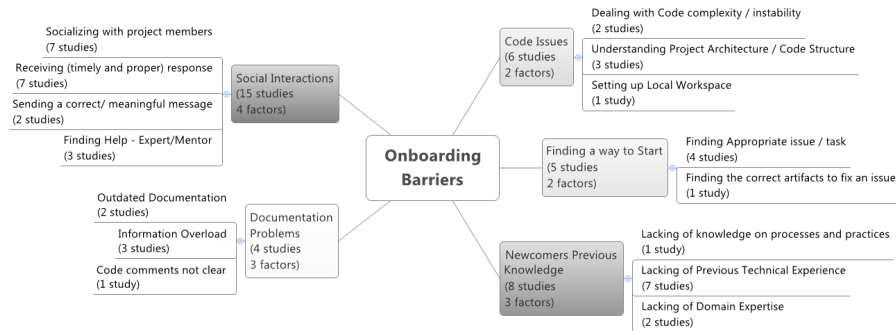 Onboarding
Barriers
Social Interactions
(15 studies
4 factors)
Socializing with project members
(7 studies)
Receiving (timely and proper) response
(7 studies)
Sending a correct/ meaningful message
(2 studies)
Finding Help - Expert/Mentor
(3 studies)
Documentation
Problems
(4 studies
3 factors)
Outdated Documentation
(2 studies)
Information Overload
(3 studies)
Code comments not clear
(1 study)
Code Issues
(6 studies
2 factors)
Dealing with Code complexity / instability
(2 studies)
Understanding Project Architecture / Code Structure
(3 studies)
Setting up Local Workspace
(1 study)
Finding a way to Start
(5 studies
2 factors)
Finding Appropriate issue / task
(4 studies)
Finding the correct artifacts to fix an issue
(1 study)
Newcomers Previous
Knowledge
(8 studies
3 factors)
Lacking of knowledge on processes and practices
(1 study)
Lacking of Previous Technical Experience
(7 studies)
Lacking of Domain Expertise
(2 studies)